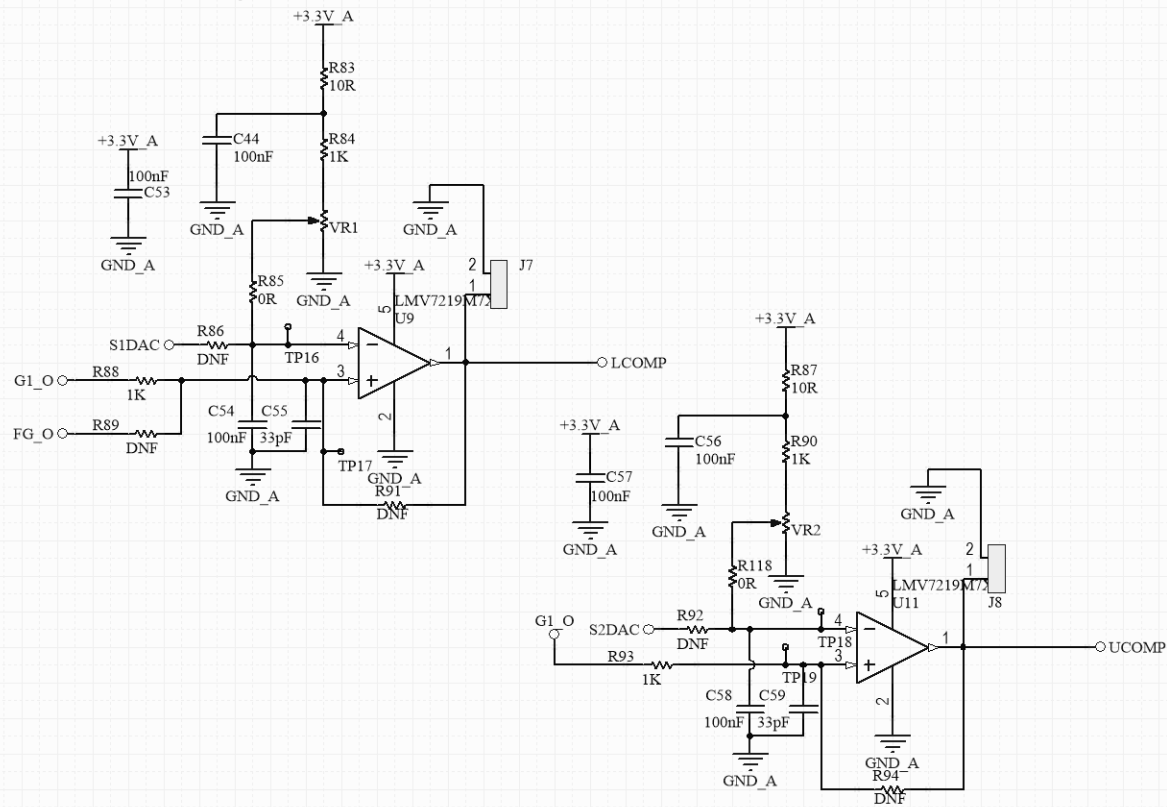 +3.3V_A
R83
10R
C44
100nF
R84
1K
+3.3V_A
100nF
C53
GND_A
VR1
GND_A
GND_A
GND_A
+3.3V_A
2
1
J7
R85
0R
5
LMV7219M7
U9
S1DAC
R86
DNF
TP16
4
1
LCOMP
G1_O
R88
1K
3
FG_O
R89
DNF
C54
100nF
C55
33pF
2
TP17
GND_A
GND_A
R91
DNF
+3.3V_A
R87
10R
C56
100nF
R90
1K
+3.3V_A
C57
100nF
GND_A
GND_A
VR2
GND_A
GND_A
+3.3V_A
2
1
J8
R118
0R
5
LMV7219M7
U11
G1_O
S2DAC
R92
DNF
TP18
4
1
UCOMP
R93
1K
TP19
3
C58
100nF
C59
33pF
2
GND_A
GND_A
R94
DNF